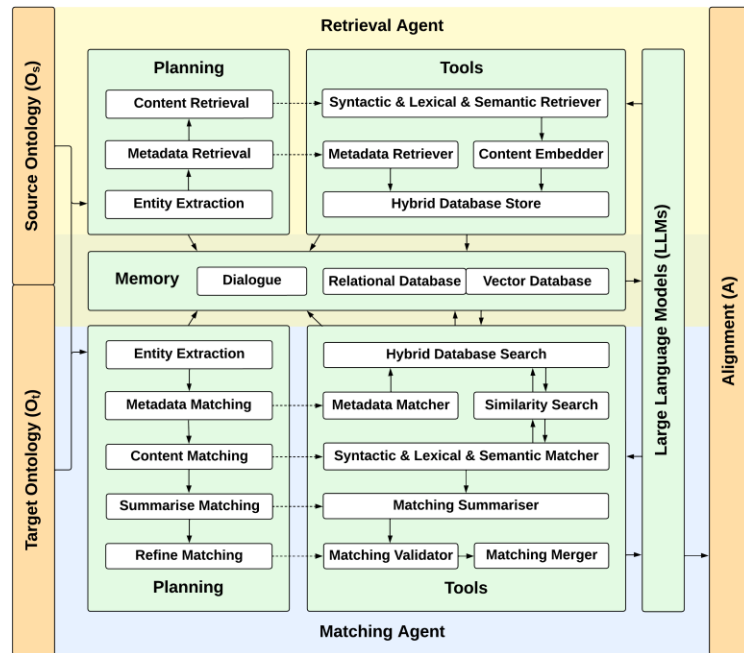 Retrieval Agent
Source Ontology (Os)
Planning
Content Retrieval
Metadata Retrieval
Entity Extraction
Tools
Syntactic & Lexical & Semantic Retriever
Metadata Retriever
Content Embedder
Hybrid Database Store
Memory
Dialogue
Relational Database
Vector Database
Target Ontology (Ot)
Entity Extraction
Metadata Matching
Content Matching
Summarise Matching
Refine Matching
Planning
Hybrid Database Search
Metadata Matcher
Similarity Search
Syntactic & Lexical & Semantic Matcher
Matching Summariser
Matching Validator
Matching Merger
Tools
Matching Agent
Large Language Models (LLMs)
Alignment (A)